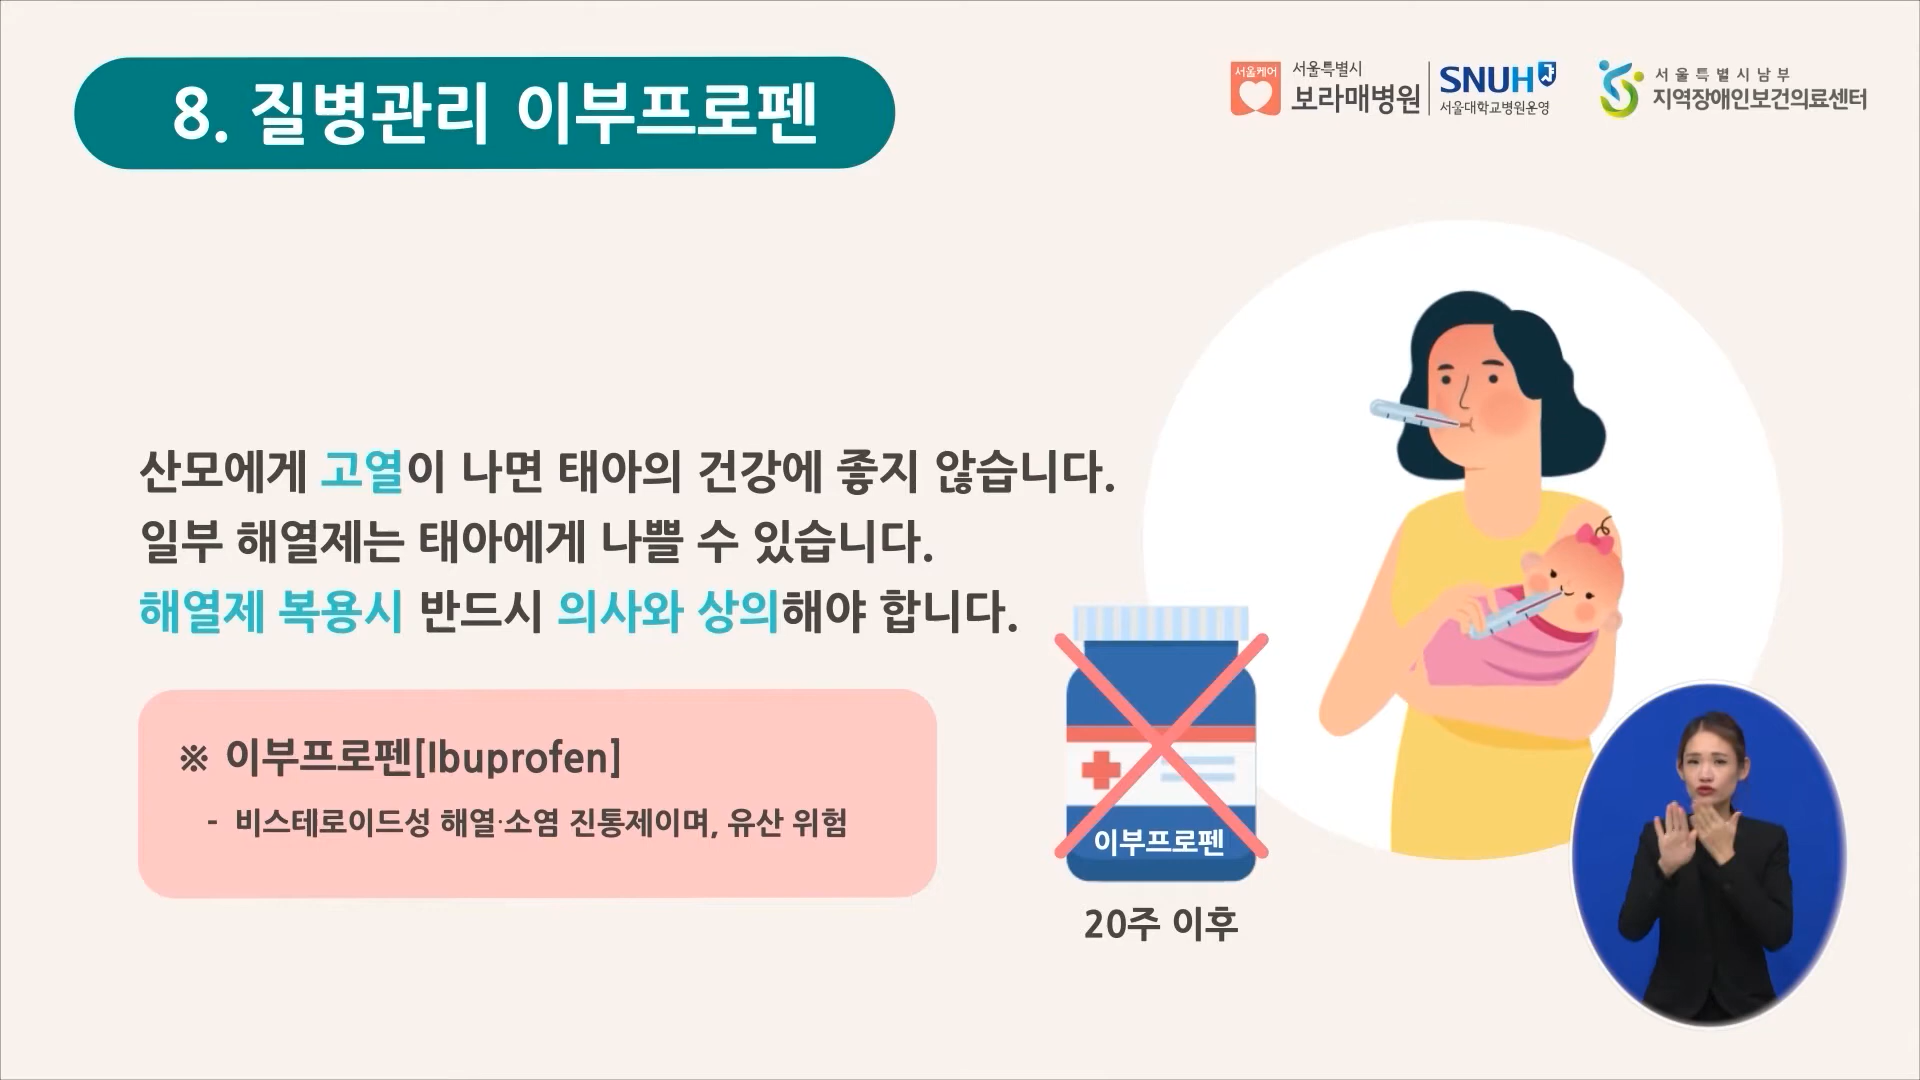 8. 질병관리 이부프로펜
서울케어
서울특별시
보라매병원
SNUH
서울대학교병원운영
서울특별시남부
지역장애인보건의료센터
산모에게 고열이 나면 태아의 건강에 좋지 않습니다.
일부 해열제는 태아에게 나쁠 수 있습니다.
해열제 복용시 반드시 의사와 상의해야 합니다.
※ 이부프로펜[Ibuprofen]
- 비스테로이드성 해열·소염 진통제이며, 유산 위험
이부프로펜
20주 이후